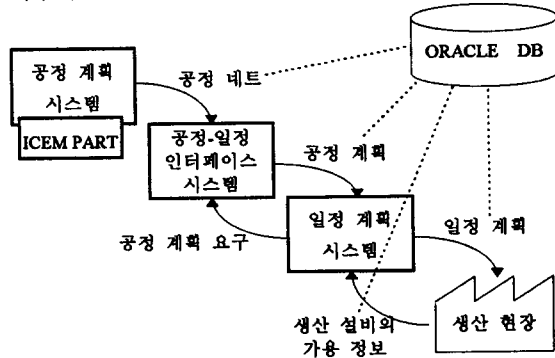 ORACLE DB
공정 계획
시스템
ICEM PART
공정 네트
공정-일정
인터페이스
시스템
공정 계획
공정 계획 요구
일정 계획
시스템
일정 계획
생산 설비의
가용 정보
생산 현장